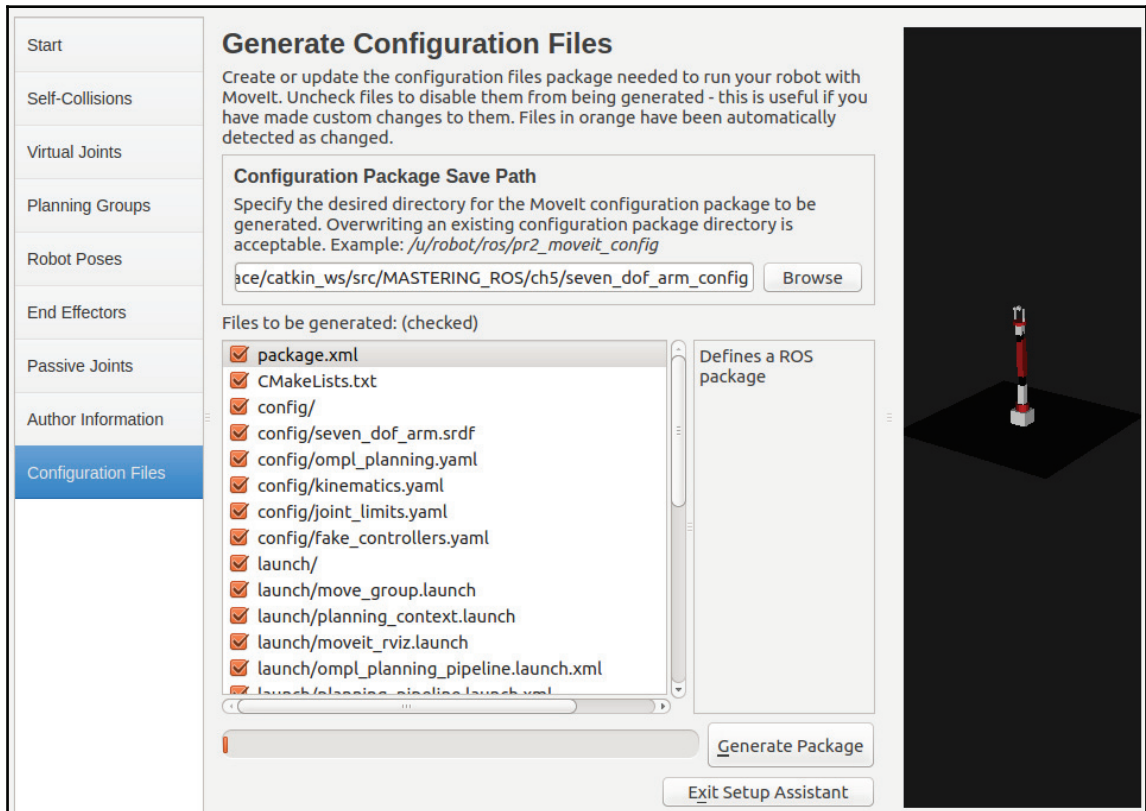 Start
Self-Collisions
Virtual Joints
Planning Groups
Robot Poses
End Effectors
Passive Joints
Author Information
Configuration Files
Generate Configuration Files
Create or update the configuration files package needed to run your robot with
MoveIt. Uncheck files to disable them from being generated - this is useful if you
have made custom changes to them. Files in orange have been automatically
detected as changed.
Configuration Package Save Path
Specify the desired directory for the MoveIt configuration package to be
generated. Overwriting an existing configuration package directory is
acceptable. Example: /u/robot/ros/pr2_moveit_config
ace/catkin_ws/src/MASTERING_ROS/ch5/seven_dof_arm_config
Browse
Files to be generated: (checked)
package.xml
CMakeLists.txt
config/
config/seven_dof_arm.srdf
config/ompl_planning.yaml
config/kinematics.yaml
config/joint_limits.yaml
config/fake_controllers.yaml
launch/
launch/move_group.launch
launch/planning_context.launch
launch/moveit_rviz.launch
launch/ompl_planning_pipeline.launch.xml
launch/planning_pipeline.launch.xml
Defines a ROS
package
Generate Package
Exit Setup Assistant